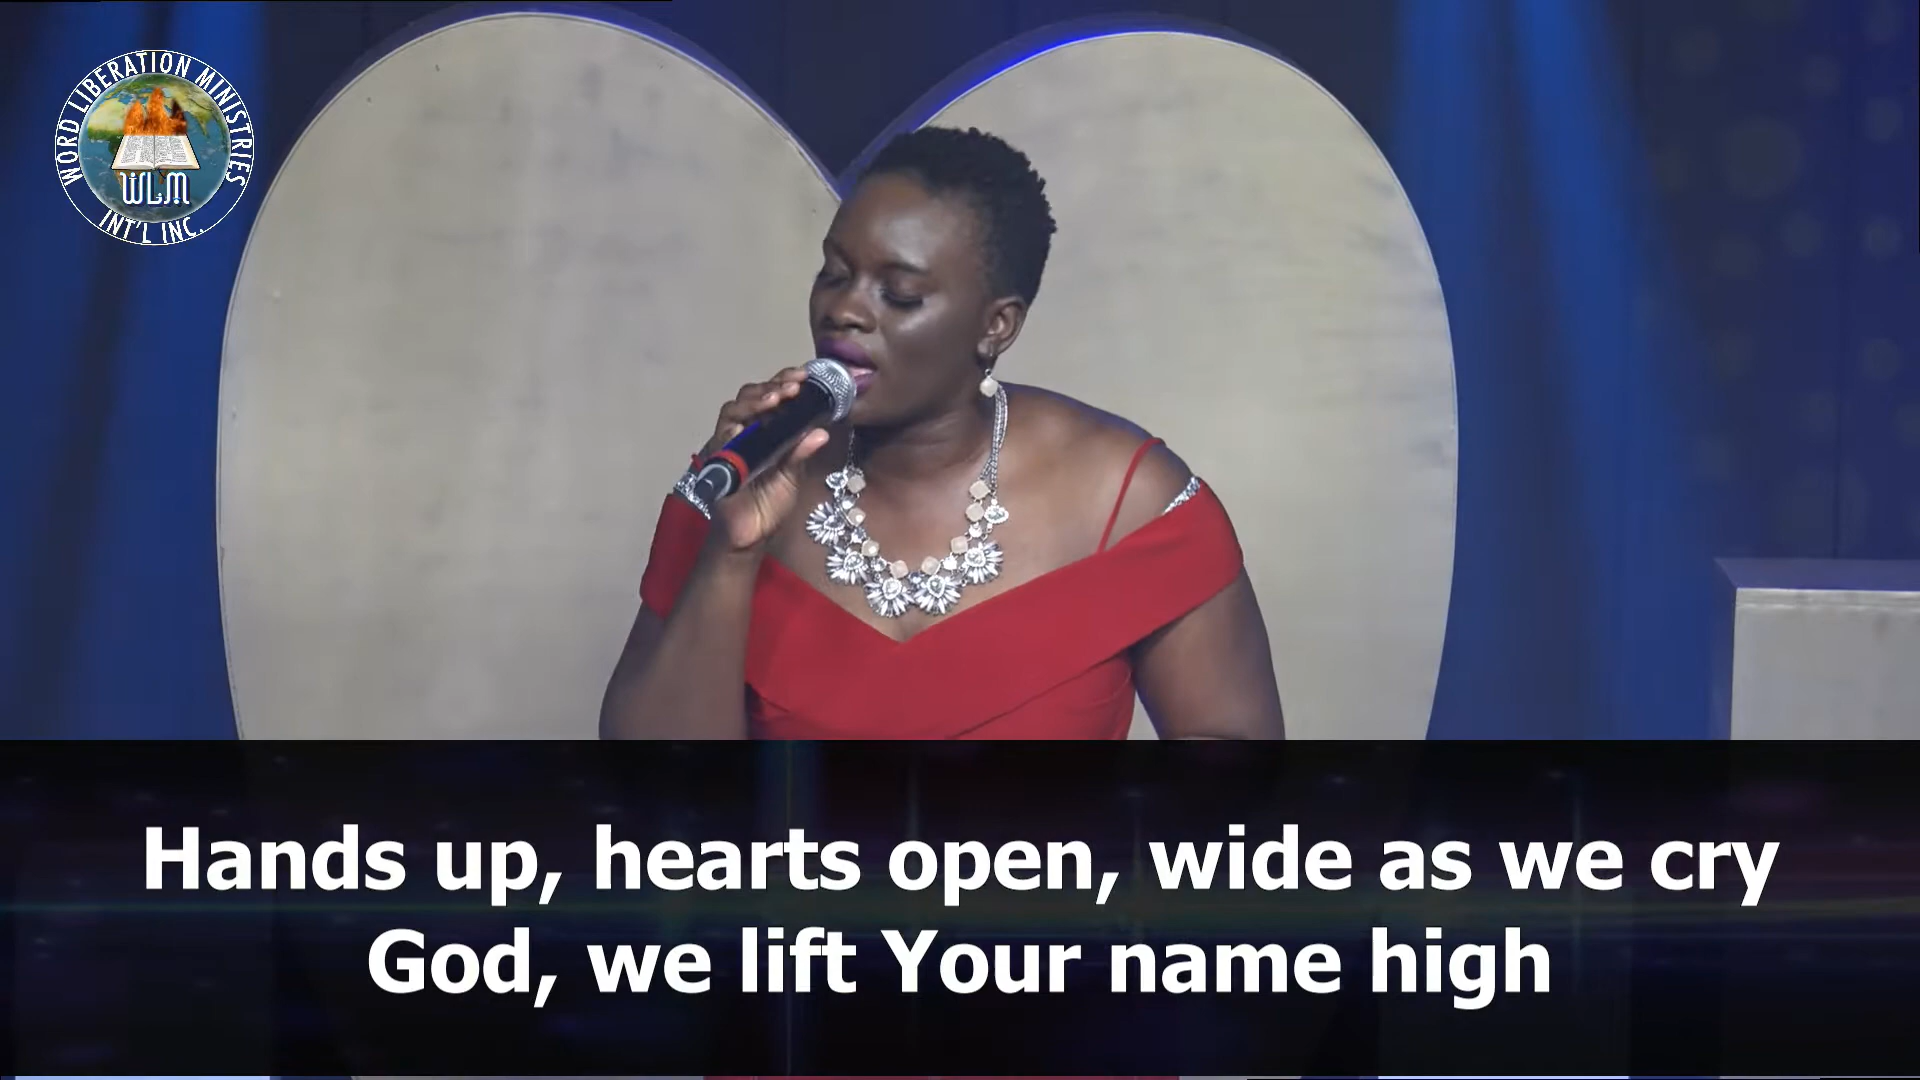 WORD LIBERATION MINISTRIES
WLM
INT'L INC.
Hands up, hearts open, wide as we cry
God, we lift Your name high